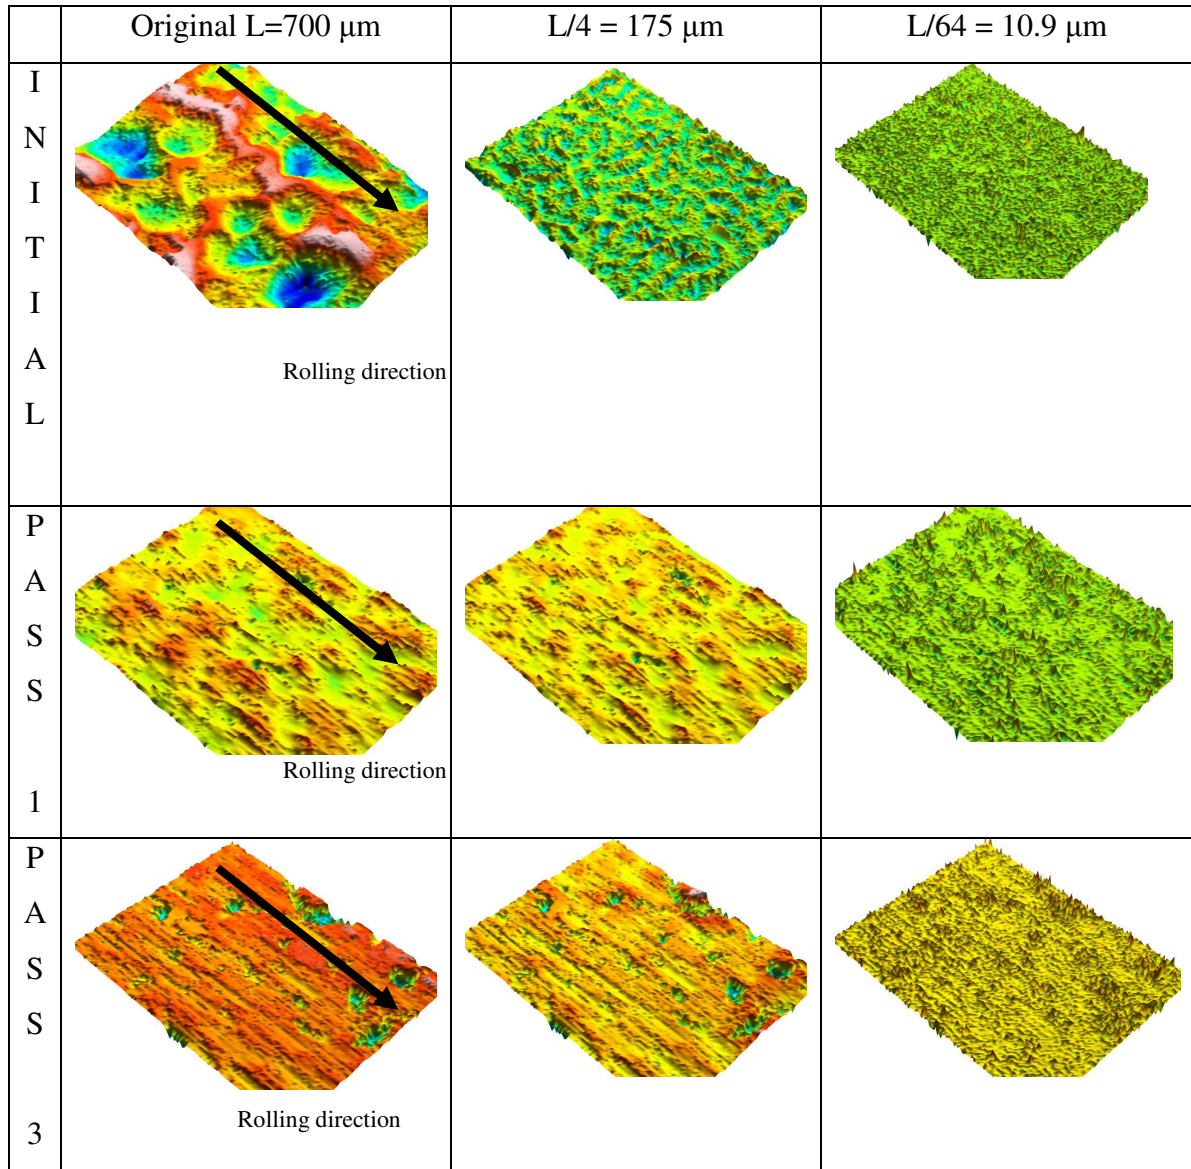 Original L=700 μm
L/4 = 175 μm
L/64 = 10.9 μm
I
N
I
T
I
A
L
Rolling direction
P
A
S
S
1
Rolling direction
P
A
S
S
3
Rolling direction